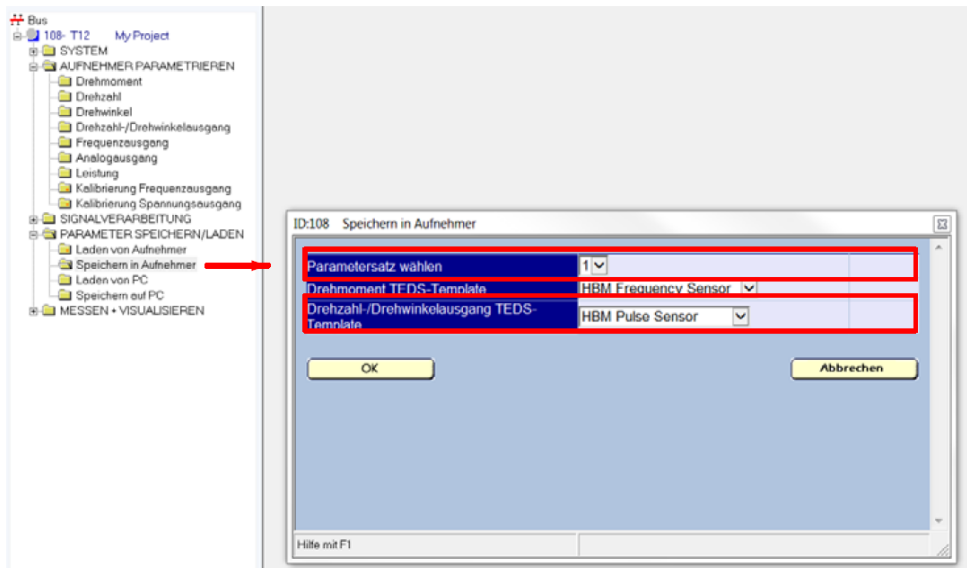 Bus
108- T12 My Project
SYSTEM
AUFNEHMER PARAMETRIEREN
Drehmoment
Drehzahl
Drehwinkel
Drehzahl-/Drehwinkelausgang
Frequenzausgang
Analogausgang
Leistung
Kalibrierung Frequenzausgang
Kalibrierung Spannungsausgang
SIGNALVERARBEITUNG
PARAMETER SPEICHERN/LADEN
Laden von Aufnehmer
Speichern in Aufnehmer
Laden von PC
Speichern auf PC
MESSEN + VISUALISIEREN
ID:108 Speichern in Aufnehmer
Parametersatz wählen 1
Drehmoment TEDS-Template HBM Frequency Sensor
Drehzahl-/Drehwinkelausgang TEDS-
Template HBM Pulse Sensor
OK Abbrechen
Hilfe mit F1